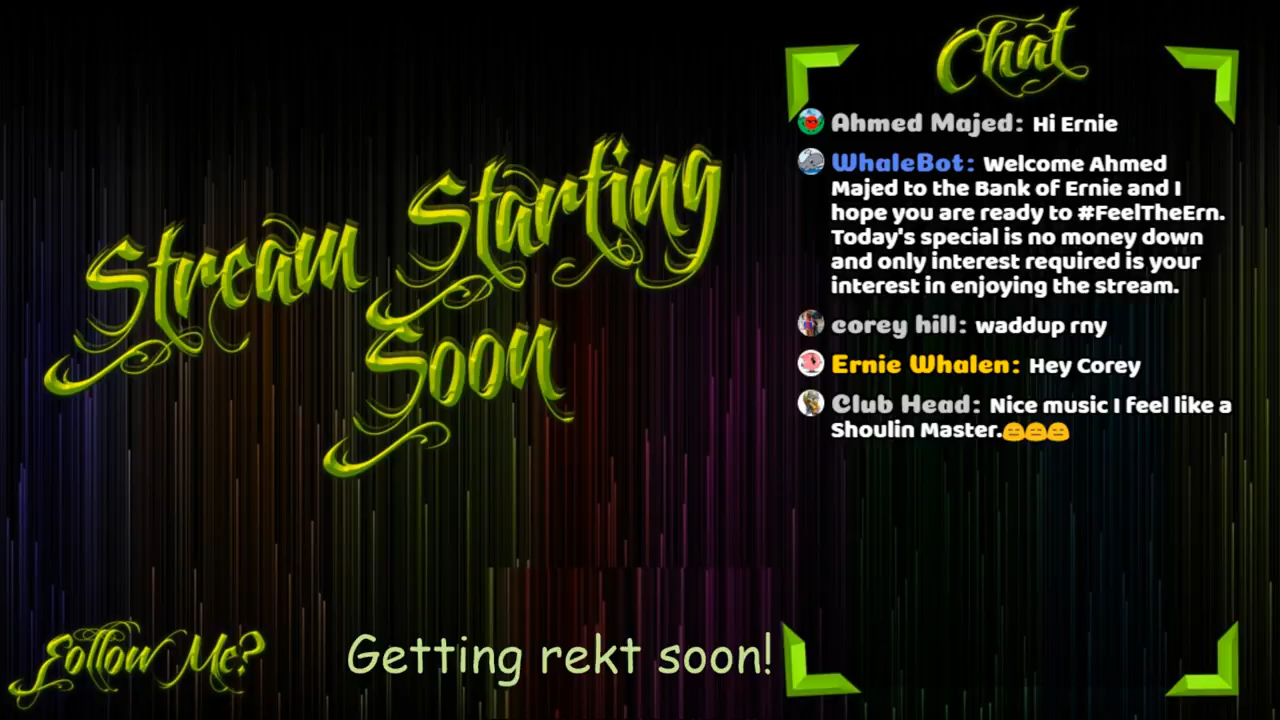 Stream Starting
Soon
Follow Me?
Getting rekt soon!
Chat
Ahmed Majed: Hi Ernie
WhaleBot: Welcome Ahmed
Majed to the Bank of Ernie and I
hope you are ready to #FeelTheErn.
Today's special is no money down
and only interest required is your
interest in enjoying the stream.
corey hill: waddup rny
Ernie Whalen: Hey Corey
Club Head: Nice music I feel like a
Shoulin Master.😑😑😑